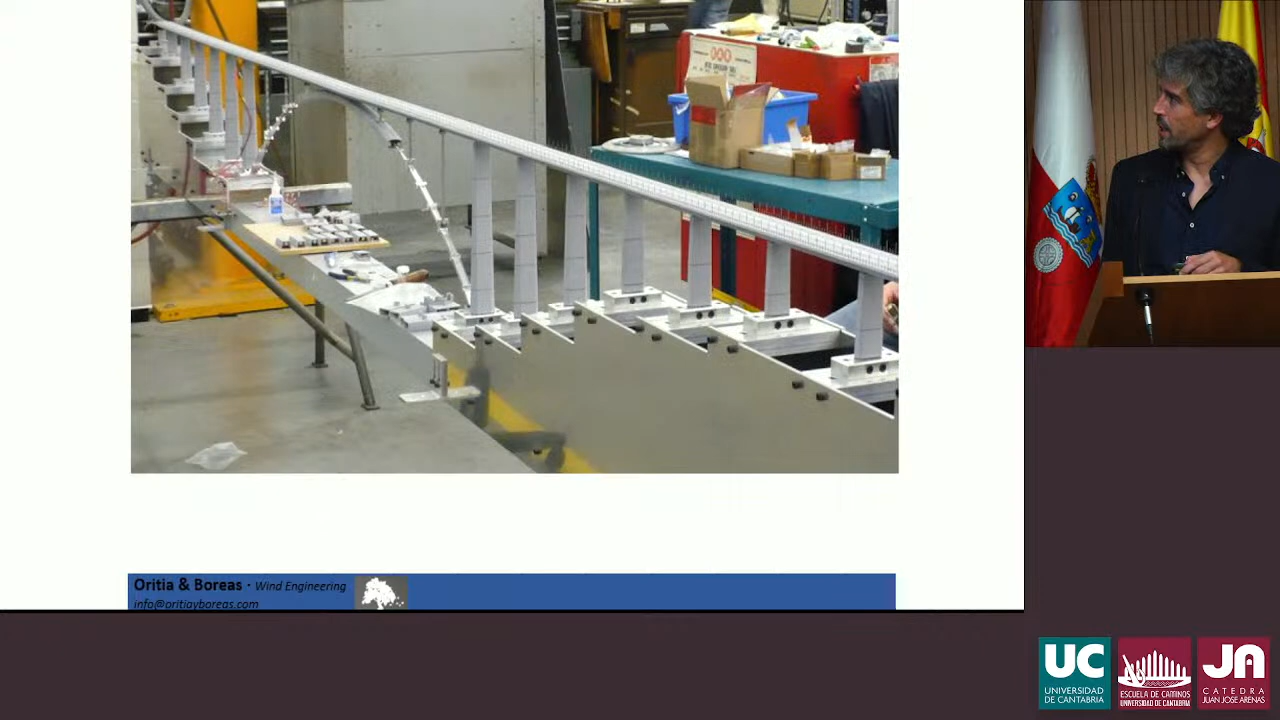 Oritia & Boreas · Wind Engineering
info@oritiayboreas.com
UC
UNIVERSIDAD
DE CANTABRIA
ESCUELA DE CAMINOS
UNIVERSIDAD DE CANTABRIA
JA
CATEDRA
JUAN JOSE ARENAS